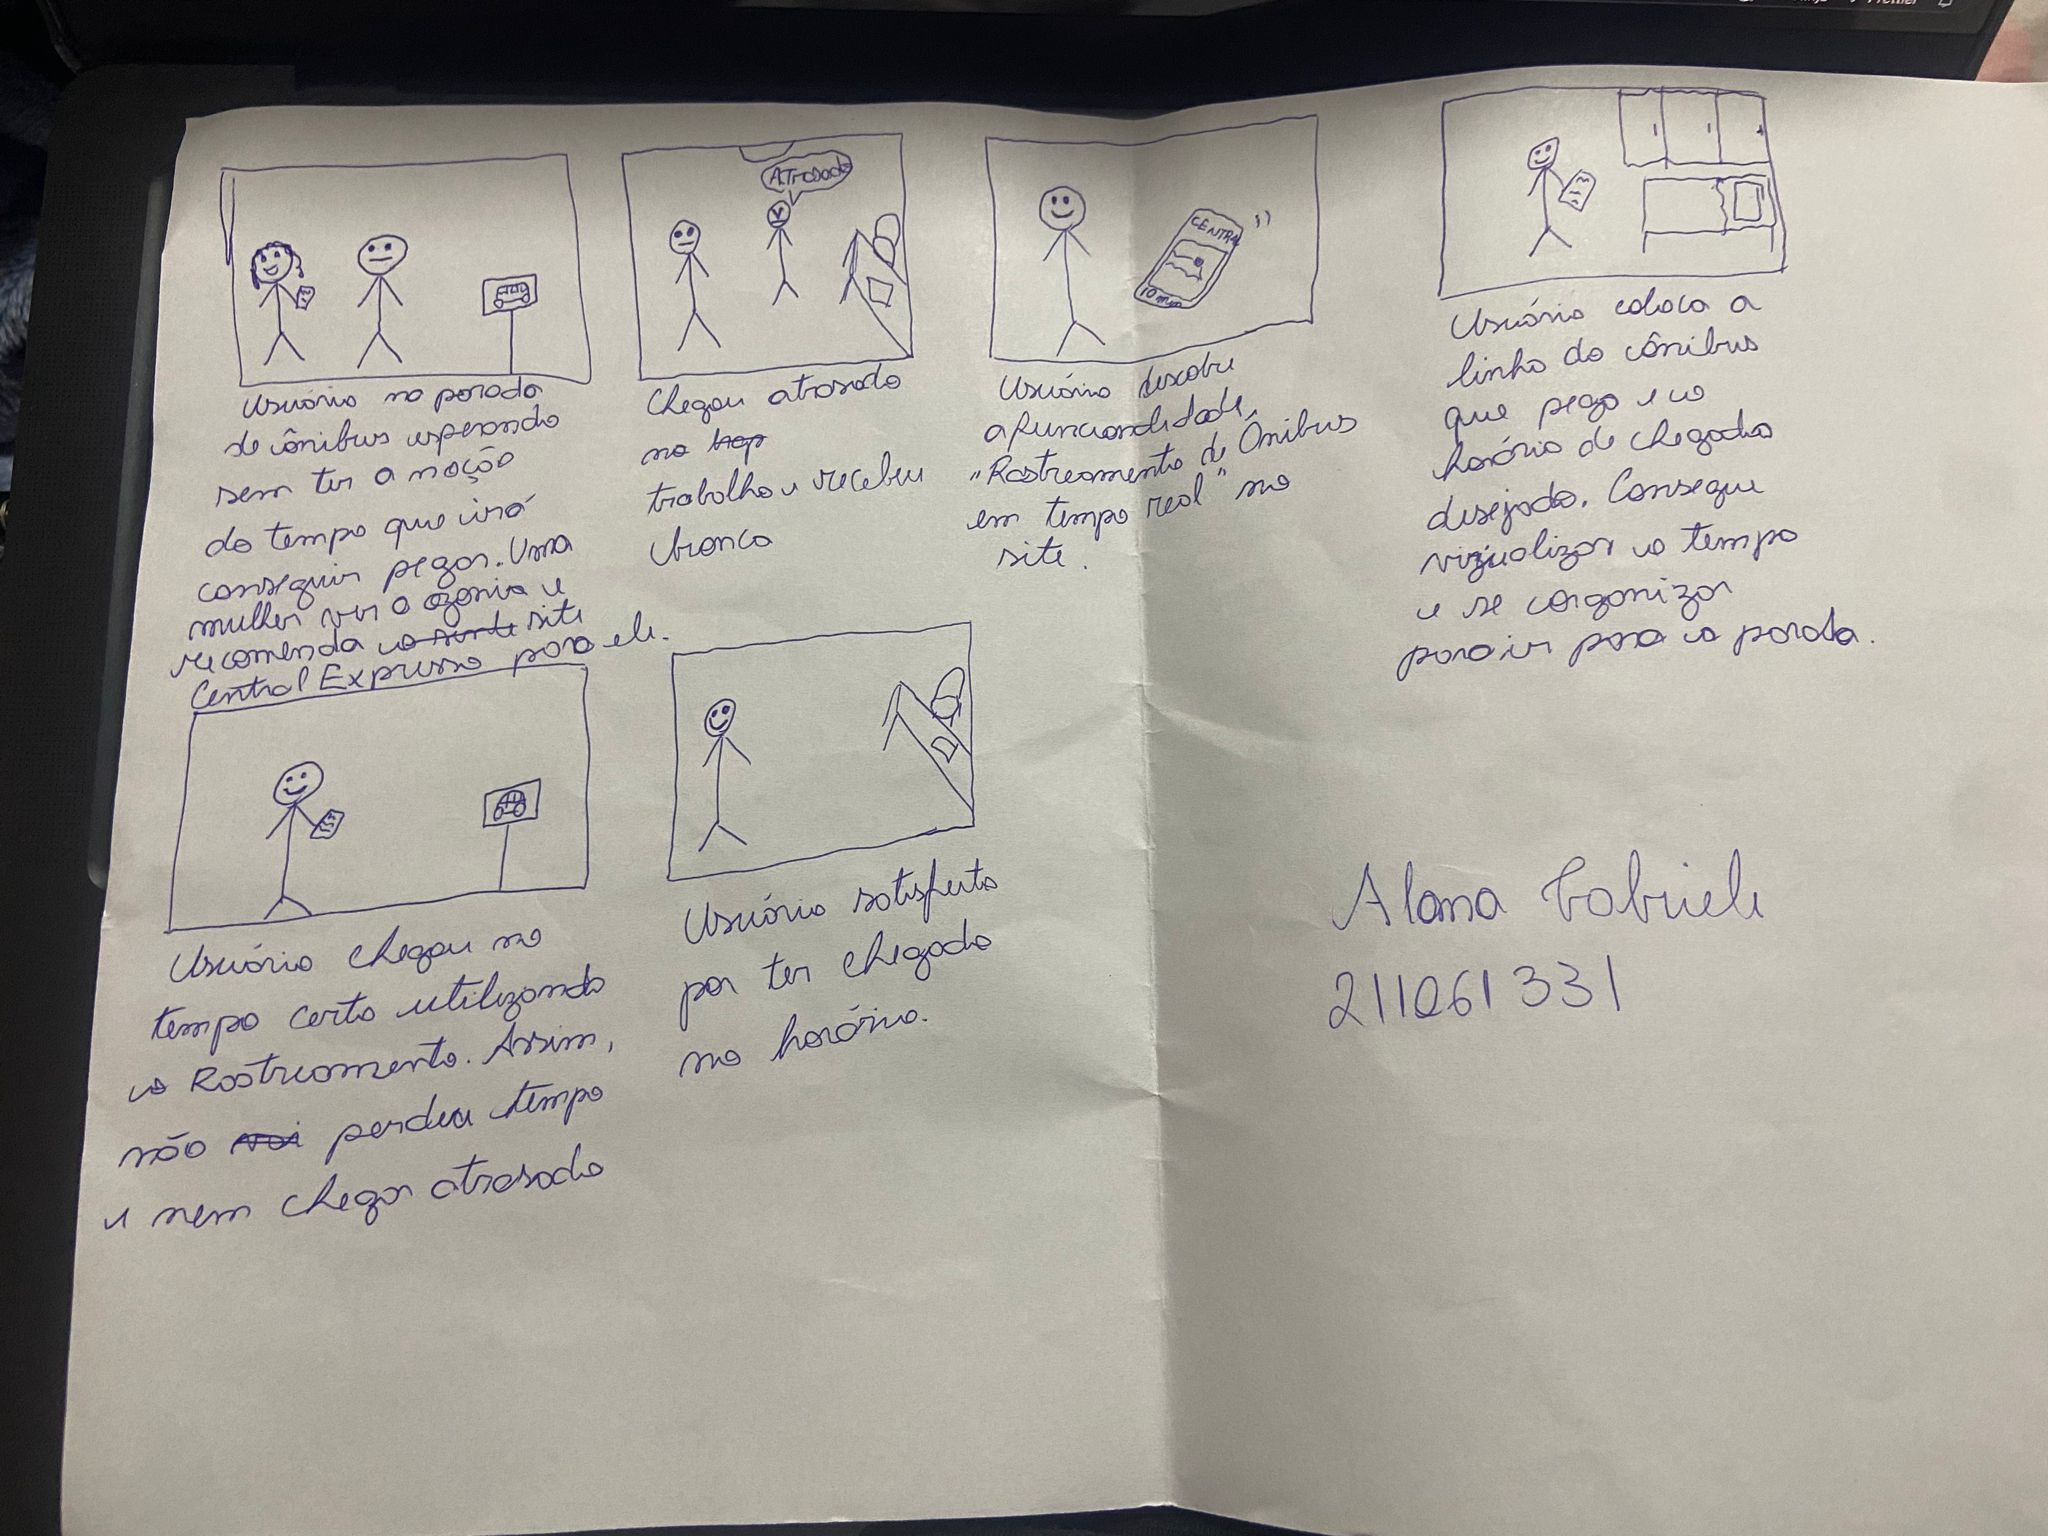 Usuário na parada
de ônibus esperando
sem ter a noção
do tempo que irá
conseguir pegar. Uma
mulher ver a agonia e
recomenda site
Central Expresso para ele.
ATRASADO
Chegou atrasado
no
trabalho e recebeu
bronca
CENTRAL
10 min
Usuário descobre
a funcionalidade
"Rastreamento de Ônibus
em tempo real" no
site.
Usuário coloca a
linha do ônibus
que pega e o
horário de chegada
desejado. Consegue
vizualizar o tempo
e se organizar
para ir para a parada.
Usuário chegou no
tempo certo utilizando
o Rastreamento. Assim,
não perdeu tempo
e nem chegar atrasado
Usuário satisfeito
por ter chegado
no horário.
Alana Gabriele
211061331